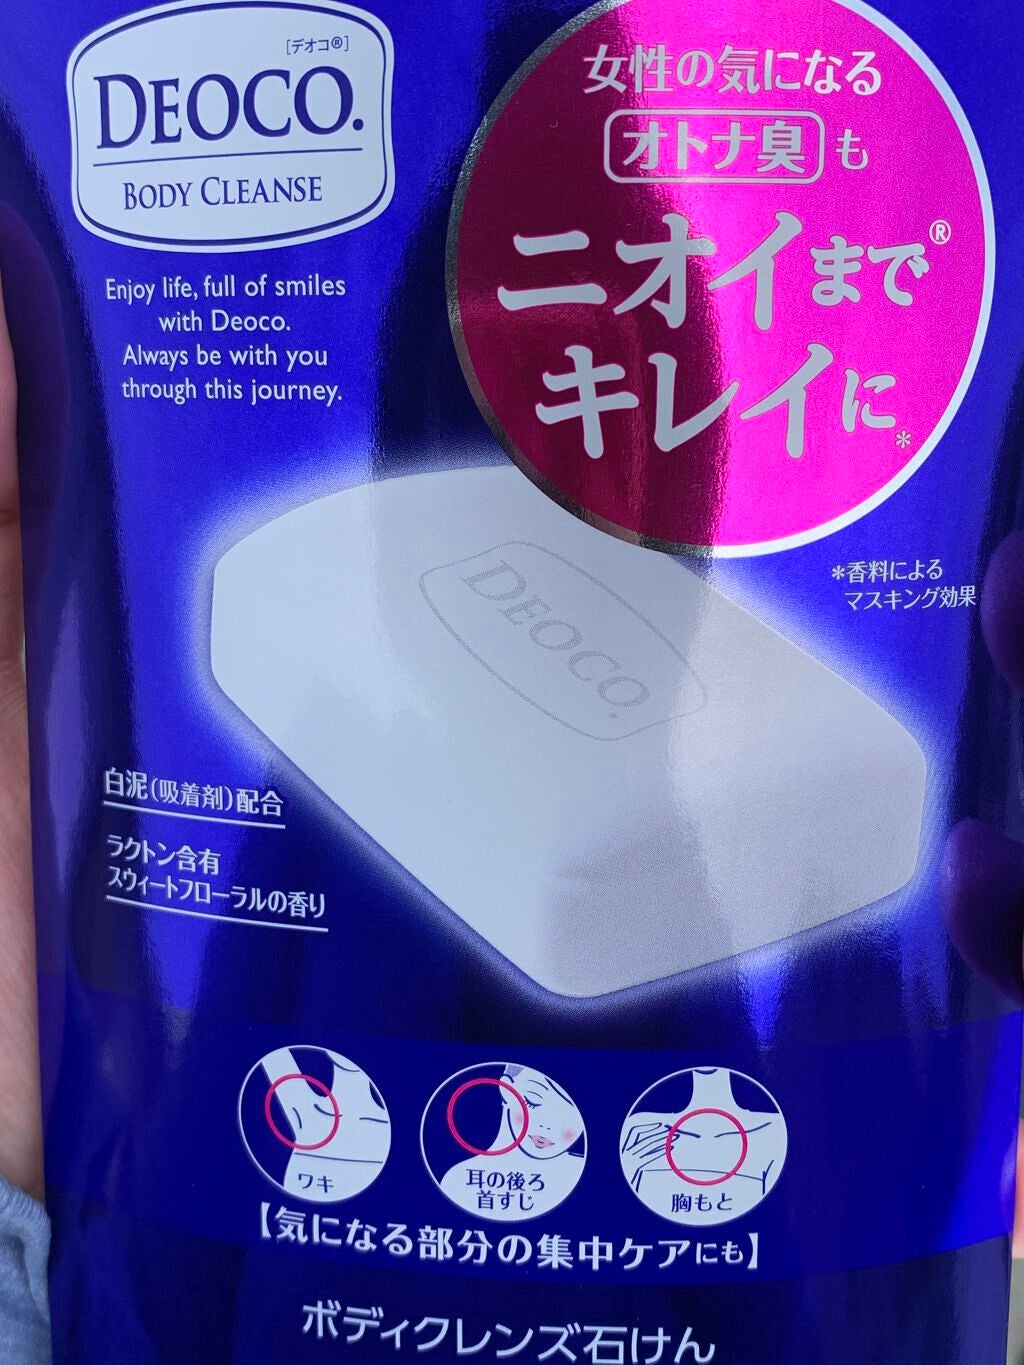 [デオコ®]
DEOCO.
BODY CLEANSE
Enjoy life, full of smiles
with Deoco.
Always be with you
through this journey.
女性の気になる
オトナ臭も
ニオイまで®
キレイに*
*香料による
マスキング効果
DEOCO.
白泥(吸着剤)配合
ラクトン含有
スウィートフローラルの香り
ワキ
耳の後ろ
首すじ
胸もと
【気になる部分の集中ケアにも】
ボディクレンズ石けん